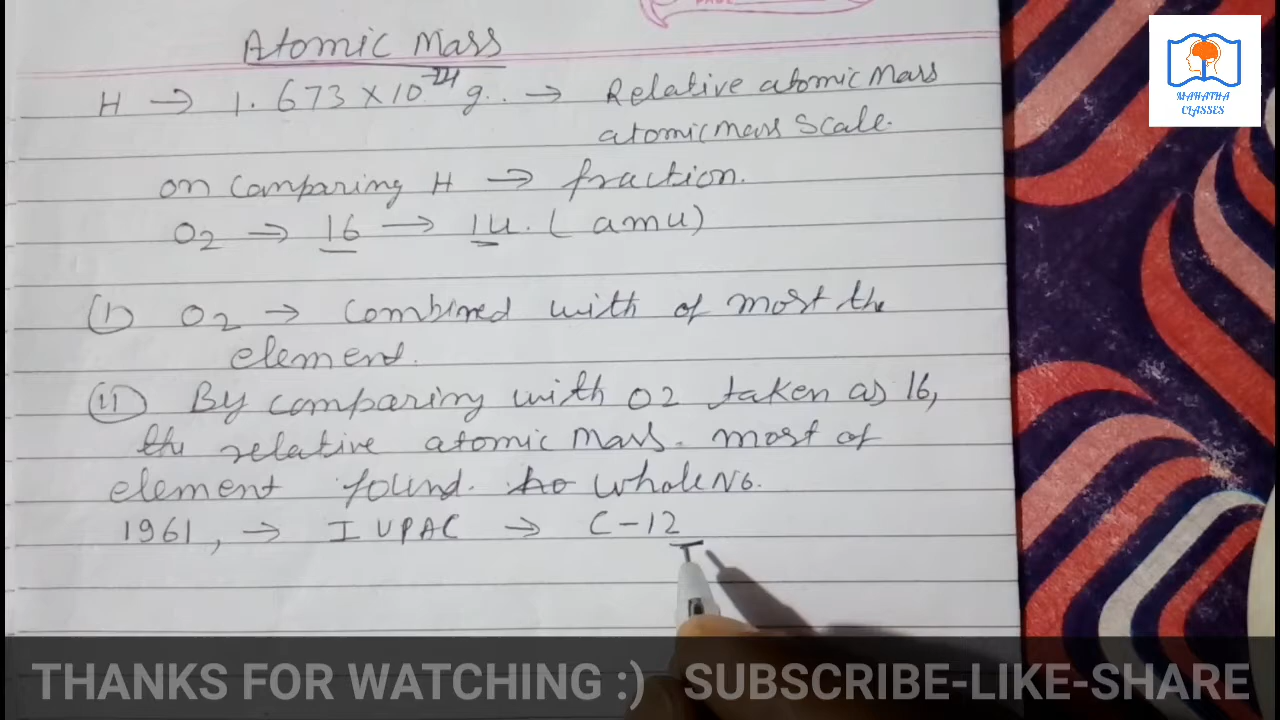 Atomic Mass
H → 1.673 × 10⁻²⁴ g. → Relative atomic Mass
atomic mass Scale.
on comparing H → fraction.
O2 → 16 → 1u. ( amu)
(I) O2 → Combined with of most the
element.
(II) By comparing with O2 taken as 16,
the relative atomic Mass. most of
element found. whole No.
1961, → IUPAC → C-12
MAHATHA
CLASSES
THANKS FOR WATCHING :) SUBSCRIBE-LIKE-SHARE